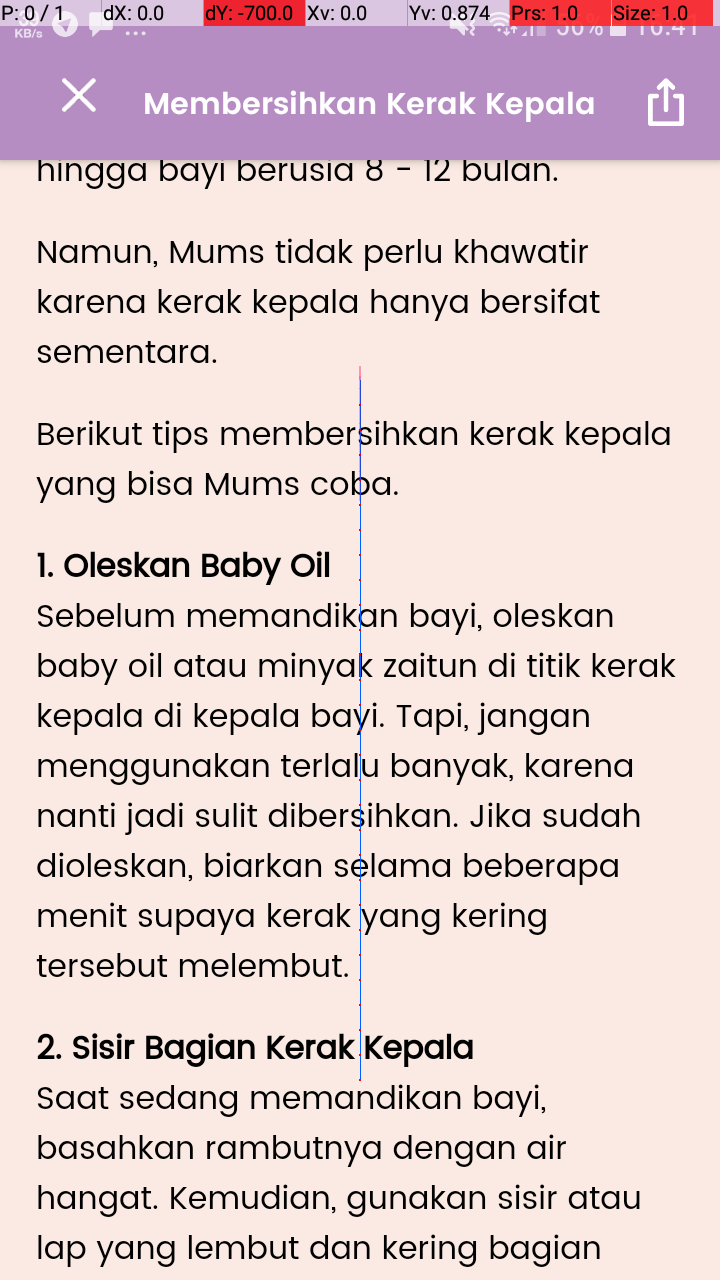 P: 0 / 1 dX: 0.0 dY: -700.0 Xv: 0.0 Yv: 0.874 Prs: 1.0 Size: 1.0
KB/s
Membersihkan Kerak Kepala
hingga bayi berusia 8 - 12 bulan.
Namun, Mums tidak perlu khawatir
karena kerak kepala hanya bersifat
sementara.
Berikut tips membersihkan kerak kepala
yang bisa Mums coba.
1. Oleskan Baby Oil
Sebelum memandikan bayi, oleskan
baby oil atau minyak zaitun di titik kerak
kepala di kepala bayi. Tapi, jangan
menggunakan terlalu banyak, karena
nanti jadi sulit dibersihkan. Jika sudah
dioleskan, biarkan selama beberapa
menit supaya kerak yang kering
tersebut melembut.
2. Sisir Bagian Kerak Kepala
Saat sedang memandikan bayi,
basahkan rambutnya dengan air
hangat. Kemudian, gunakan sisir atau
lap yang lembut dan kering bagian